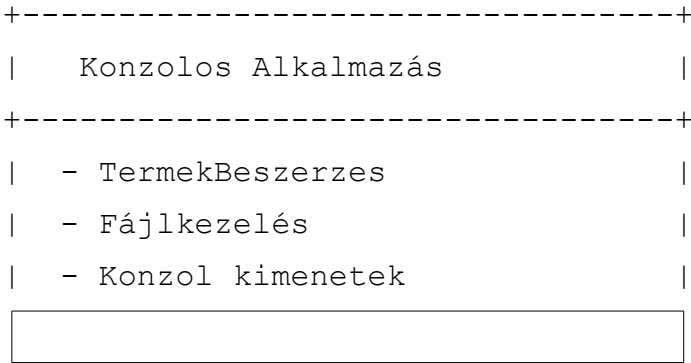 +----------------------------------+
|   Konzolos Alkalmazás            |
+----------------------------------+
|  - TermekBeszerzes               |
|  - Fájlkezelés                   |
|  - Konzol kimenetek              |